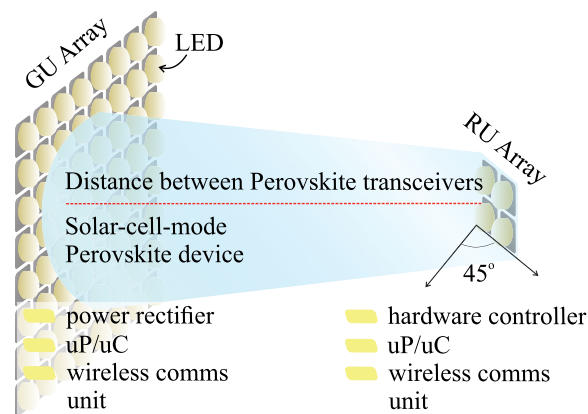 GU Array
LED
RU Array
Distance between Perovskite transceivers
Solar-cell-mode
Perovskite device
45°
power rectifier
uP/uC
wireless comms
unit
hardware controller
uP/uC
wireless comms
unit